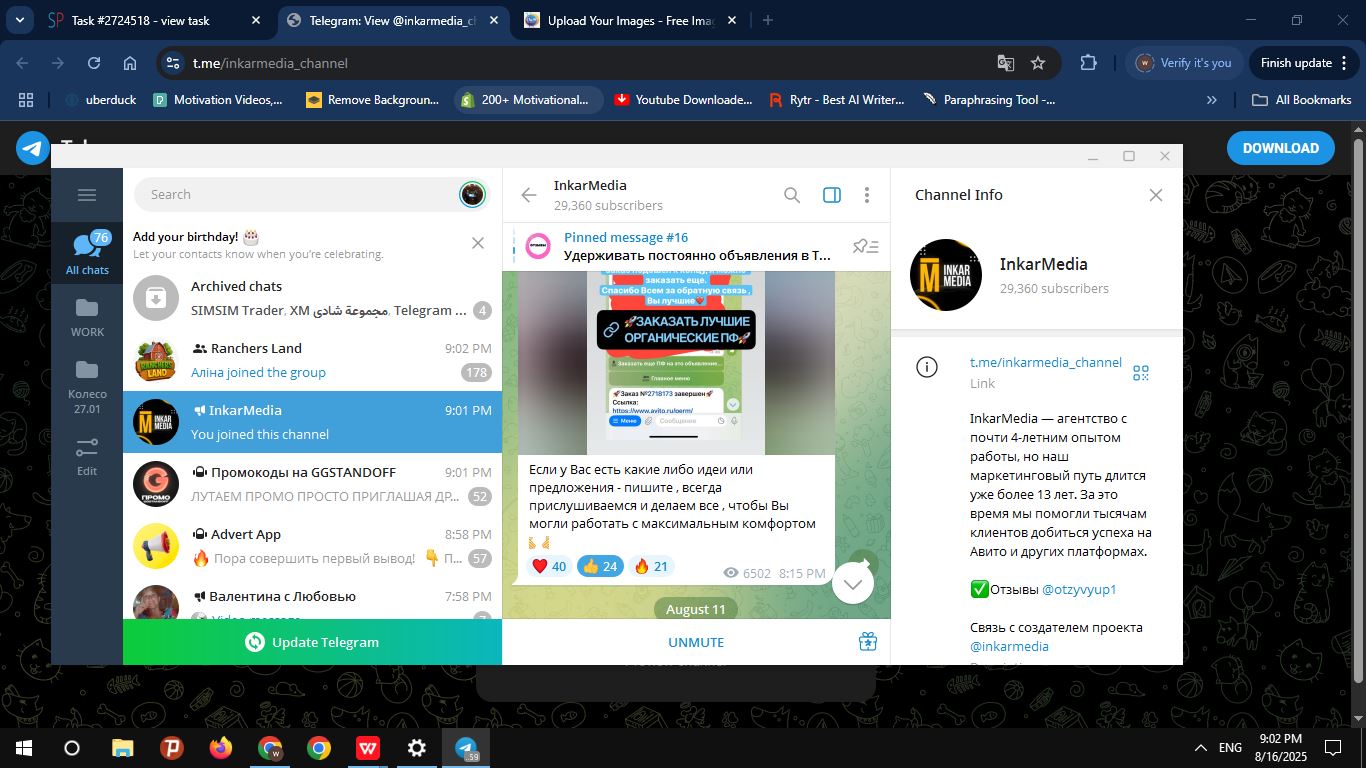 Task #2724518 - view task
Telegram: View @inkarmedia_ch
Upload Your Images - Free Imag
t.me/inkarmedia_channel
Verify it's you
Finish update
uberduck
Motivation Videos,...
Remove Backgroun...
200+ Motivational...
Youtube Downloade...
Rytr - Best AI Writer...
Paraphrasing Tool -...
All Bookmarks
DOWNLOAD
76
All chats
WORK
Колесо
27.01
Edit
Search
Add your birthday! 🎂
Let your contacts know when you're celebrating.
Archived chats
SIMSIM Trader, XM مجموعة شادى, Telegram ...
4
Ranchers Land
9:02 PM
Аліна joined the group
178
InkarMedia
9:01 PM
You joined this channel
Промокоды на GGSTANDOFF
9:01 PM
ЛУТАЕМ ПРОМО ПРОСТО ПРИГЛАШАЯ ДР...
52
Advert App
8:58 PM
🔥 Пора совершить первый вывод! 👇 П...
57
Валентина с Любовью
7:58 PM
Video message
Update Telegram
InkarMedia
29,360 subscribers
Pinned message #16
Удерживать постоянно объявления в Т...
заказать еще.
Спасибо Всем за обратную связь ,
Вы лучшие❤️
🚀ЗАКАЗАТЬ ЛУЧШИЕ
ОРГАНИЧЕСКИЕ ПФ🚀
Заказать еще ПФ на это объявление...
Главное меню
🚀Заказ №2718173 завершен🚀
Ссылка:
https://www.avito.ru/perm/
Меню
Сообщение
Если у Вас есть какие либо идеи или
предложения - пишите , всегда
прислушиваемся и делаем все , чтобы Вы
могли работать с максимальным комфортом
❤️ 40
👍 24
🔥 21
6502 8:15 PM
August 11
UNMUTE
Channel Info
INKAR
MEDIA
InkarMedia
29,360 subscribers
t.me/inkarmedia_channel
Link
InkarMedia — агентство с
почти 4-летним опытом
работы, но наш
маркетинговый путь длится
уже более 13 лет. За это
время мы помогли тысячам
клиентов добиться успеха на
Авито и других платформах.
✅Отзывы @otzyvyup1
Связь с создателем проекта
@inkarmedia
ENG
9:02 PM
8/16/2025
.59